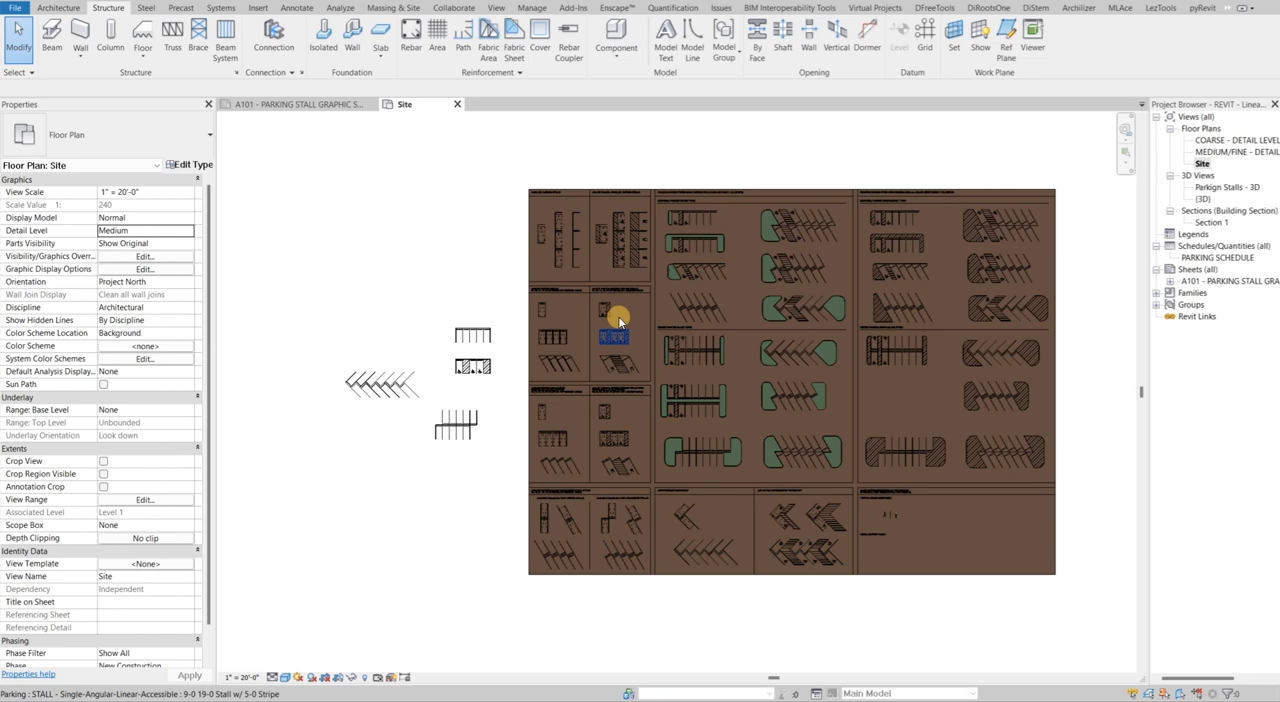 File Architecture Structure Steel Precast Systems Insert Annotate Analyze Massing & Site Collaborate View Manage Add-Ins Enscape™ Quantification Issues BIM Interoperability Tools Virtual Projects DFreeTools DiRootsOne DiStem Archilizer MLAce LezTools pyRevit
Modify Beam Wall Column Floor Truss Brace Beam System Connection Isolated Wall Slab Rebar Area Path Fabric Area Fabric Sheet Cover Rebar Coupler Component Model Text Model Line Model Group By Face Shaft Wall Vertical Dormer Level Grid Set Show Ref Plane Viewer
Select Structure Connection Foundation Reinforcement Model Opening Datum Work Plane
Properties
A101 - PARKING STALL GRAPHIC S...
Site
Project Browser - REVIT - Linea...
Floor Plan
Floor Plan: Site
Edit Type
Graphics
View Scale 1" = 20'-0"
Scale Value 1: 240
Display Model Normal
Detail Level Medium
Parts Visibility Show Original
Visibility/Graphics Over... Edit...
Graphic Display Options Edit...
Orientation Project North
Wall Join Display Clean all wall joins
Discipline Architectural
Show Hidden Lines By Discipline
Color Scheme Location Background
Color Scheme <none>
System Color Schemes Edit...
Default Analysis Display... None
Sun Path
Underlay
Range: Base Level None
Range: Top Level Unbounded
Underlay Orientation Look down
Extents
Crop View
Crop Region Visible
Annotation Crop
View Range Edit...
Associated Level Level 1
Scope Box None
Depth Clipping No clip
Identity Data
View Template <None>
View Name Site
Dependency Independent
Title on Sheet
Referencing Sheet
Referencing Detail
Phasing
Phase Filter Show All
Phase New Construction
Properties help
Apply
Views (all)
Floor Plans
COARSE - DETAIL LEVEL
MEDIUM/FINE - DETAIL
Site
3D Views
Parkign Stalls - 3D
{3D}
Sections (Building Section)
Section 1
Legends
Schedules/Quantities (all)
PARKING SCHEDULE
Sheets (all)
A101 - PARKING STALL GRA
Families
Groups
Revit Links
1" = 20'-0"
Parking : STALL - Single-Angular-Linear-Accessible : 9-0 19-0 Stall w/ 5-0 Stripe
:0
Main Model
:0